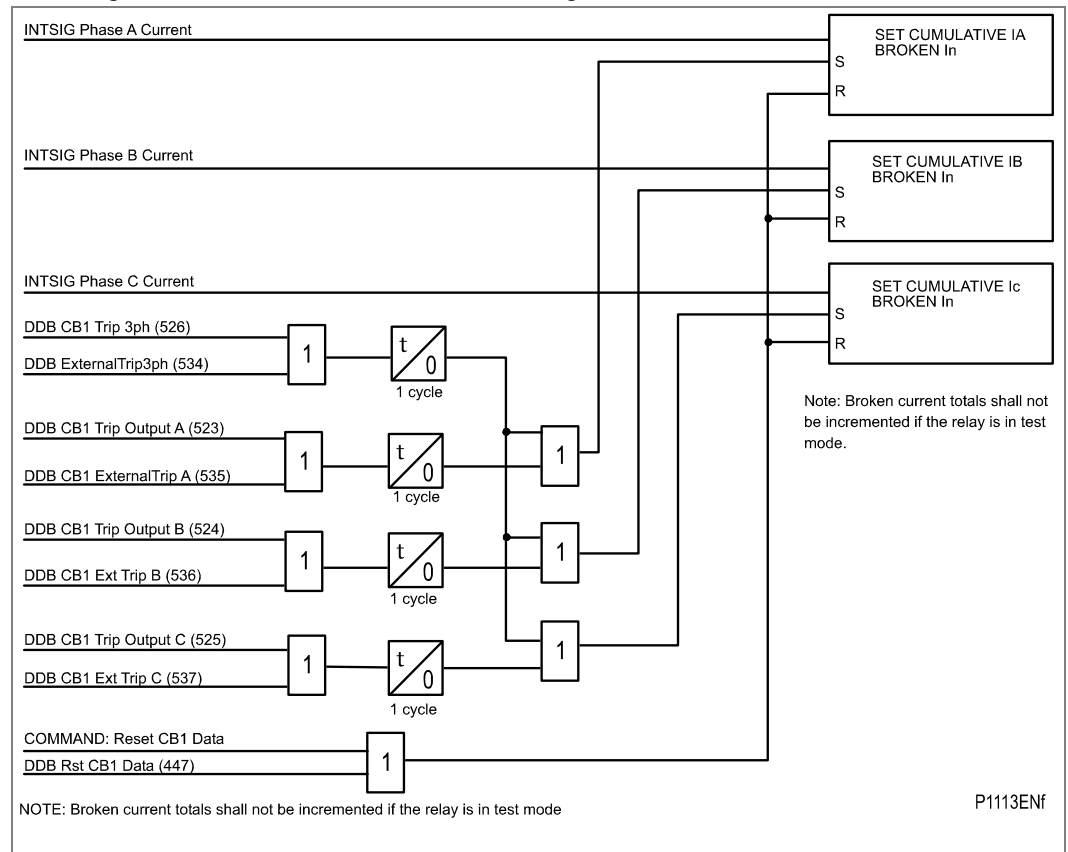 INTSIG Phase A Current
SET CUMULATIVE IA
BROKEN In
S
R
INTSIG Phase B Current
SET CUMULATIVE IB
BROKEN In
S
R
INTSIG Phase C Current
SET CUMULATIVE Ic
BROKEN In
S
R
DDB CB1 Trip 3ph (526)
DDB ExternalTrip3ph (534)
1
t
0
1 cycle
Note: Broken current totals shall not
be incremented if the relay is in test
mode.
DDB CB1 Trip Output A (523)
DDB CB1 ExternalTrip A (535)
1
t
0
1 cycle
1
DDB CB1 Trip Output B (524)
DDB CB1 Ext Trip B (536)
1
t
0
1 cycle
1
DDB CB1 Trip Output C (525)
DDB CB1 Ext Trip C (537)
1
t
0
1 cycle
1
COMMAND: Reset CB1 Data
DDB Rst CB1 Data (447)
1
NOTE: Broken current totals shall not be incremented if the relay is in test mode
P1113ENf